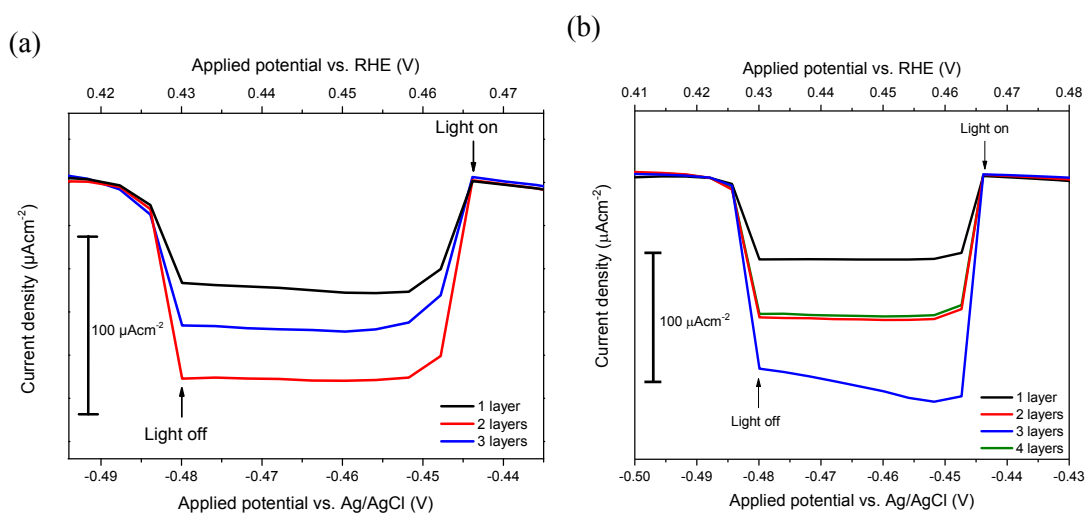 (a)
Applied potential vs. RHE (V)
0.42 0.43 0.44 0.45 0.46 0.47
Light on
Current density (µAcm-2)
100 µAcm-2
Light off
1 layer
2 layers
3 layers
-0.49 -0.48 -0.47 -0.46 -0.45 -0.44
Applied potential vs. Ag/AgCl (V)
(b)
Applied potential vs. RHE (V)
0.41 0.42 0.43 0.44 0.45 0.46 0.47 0.48
Light on
Current density (µAcm-2)
100 µAcm-2
Light off
1 layer
2 layers
3 layers
4 layers
-0.50 -0.49 -0.48 -0.47 -0.46 -0.45 -0.44 -0.43
Applied potential vs. Ag/AgCl (V)